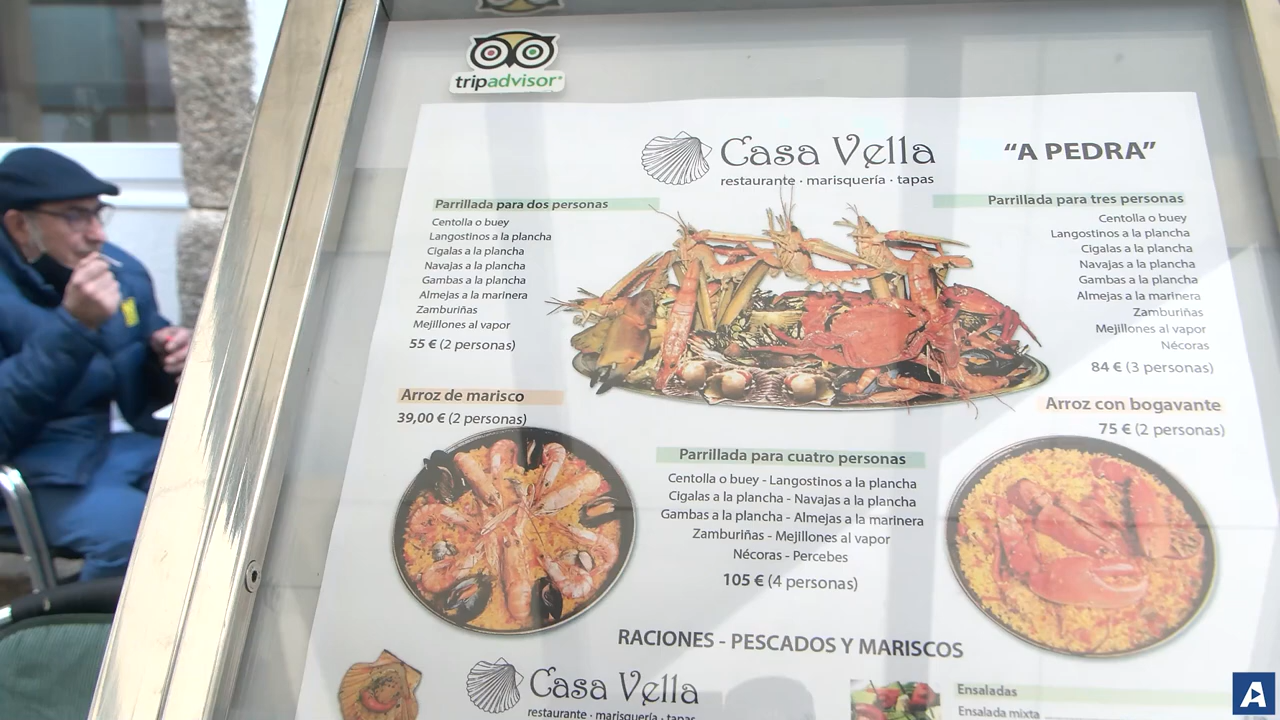 tripadvisor
Casa Vella
restaurante · marisquería · tapas
"A PEDRA"
Parrillada para dos personas
Centolla o buey
Langostinos a la plancha
Cigalas a la plancha
Navajas a la plancha
Gambas a la plancha
Almejas a la marinera
Zamburiñas
Mejillones al vapor
55 € (2 personas)
Parrillada para tres personas
Centolla o buey
Langostinos a la plancha
Cigalas a la plancha
Navajas a la plancha
Gambas a la plancha
Almejas a la marinera
Zamburiñas
Mejillones al vapor
Nécoras
84 € (3 personas)
Arroz de marisco
39,00 € (2 personas)
Arroz con bogavante
75 € (2 personas)
Parrillada para cuatro personas
Centolla o buey - Langostinos a la plancha
Cigalas a la plancha - Navajas a la plancha
Gambas a la plancha - Almejas a la marinera
Zamburiñas - Mejillones al vapor
Nécoras - Percebes
105 € (4 personas)
RACIONES - PESCADOS Y MARISCOS
Casa Vella
restaurante · marisquería · tapas
Ensaladas
Ensalada mixta
A